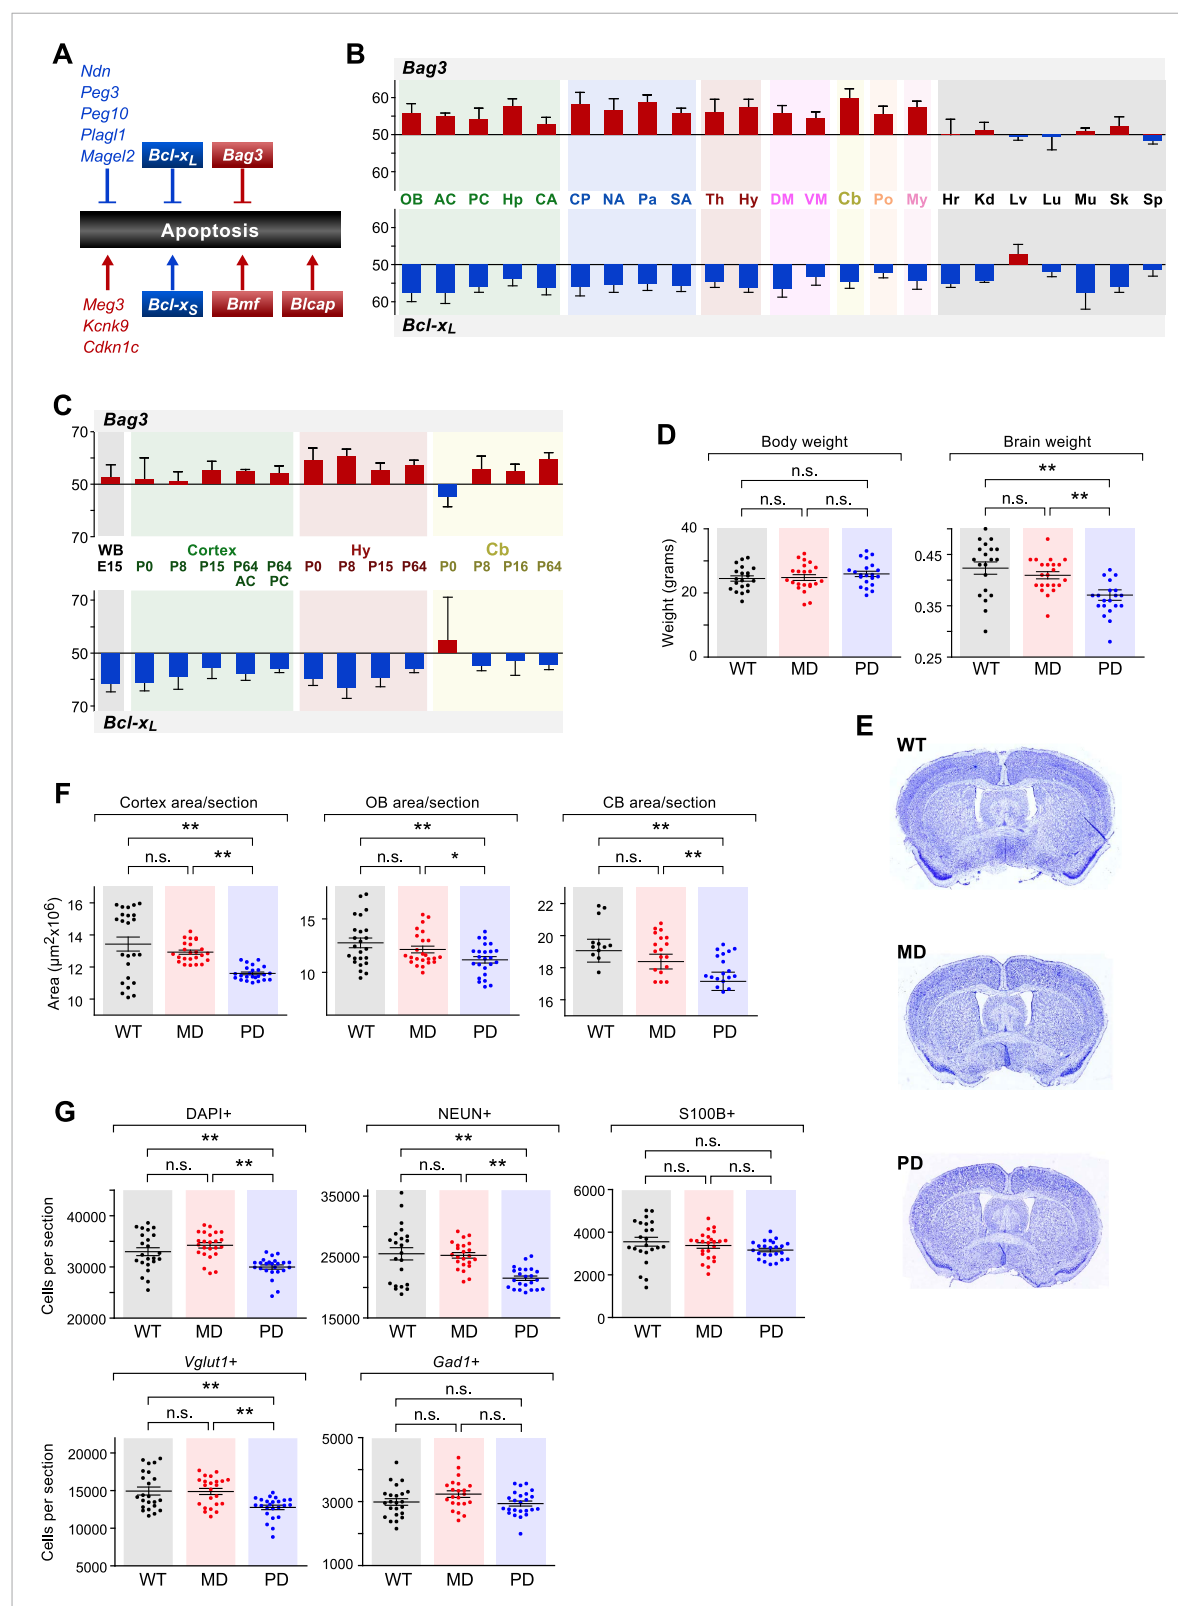 A
Ndn
Peg3
Peg10
Plagl1
Magel2
Bcl-xL
Bag3
Apoptosis
Meg3
Kcnk9
Cdkn1c
Bcl-xS
Bmf
Blcap
B
Bag3
60
50
60
OB AC PC Hp CA CP NA Pa SA Th Hy DM VM Cb Po My Hr Kd Lv Lu Mu Sk Sp
60
50
60
Bcl-xL
C
Bag3
70
50
70
WB Cortex Hy Cb
E15 P0 P8 P15 P64 P64 P0 P8 P15 P64 P0 P8 P16 P64
AC PC
50
70
Bcl-xL
D
Body weight
n.s.
n.s. n.s.
Weight (grams)
40
20
0
WT MD PD
Brain weight
**
n.s. **
0.45
0.35
0.25
WT MD PD
E
WT
MD
PD
F
Cortex area/section
**
n.s. **
Area (µm2x10^6)
16
14
12
10
WT MD PD
OB area/section
**
n.s. *
15
10
WT MD PD
CB area/section
**
n.s. **
22
20
18
16
WT MD PD
G
DAPI+
**
n.s. **
Cells per section
40000
30000
20000
WT MD PD
NEUN+
**
n.s. **
35000
25000
15000
WT MD PD
S100B+
n.s.
n.s. n.s.
6000
4000
2000
0
WT MD PD
Vglut1+
**
n.s. **
Cells per section
20000
15000
10000
5000
WT MD PD
Gad1+
n.s.
n.s. n.s.
5000
3000
1000
WT MD PD